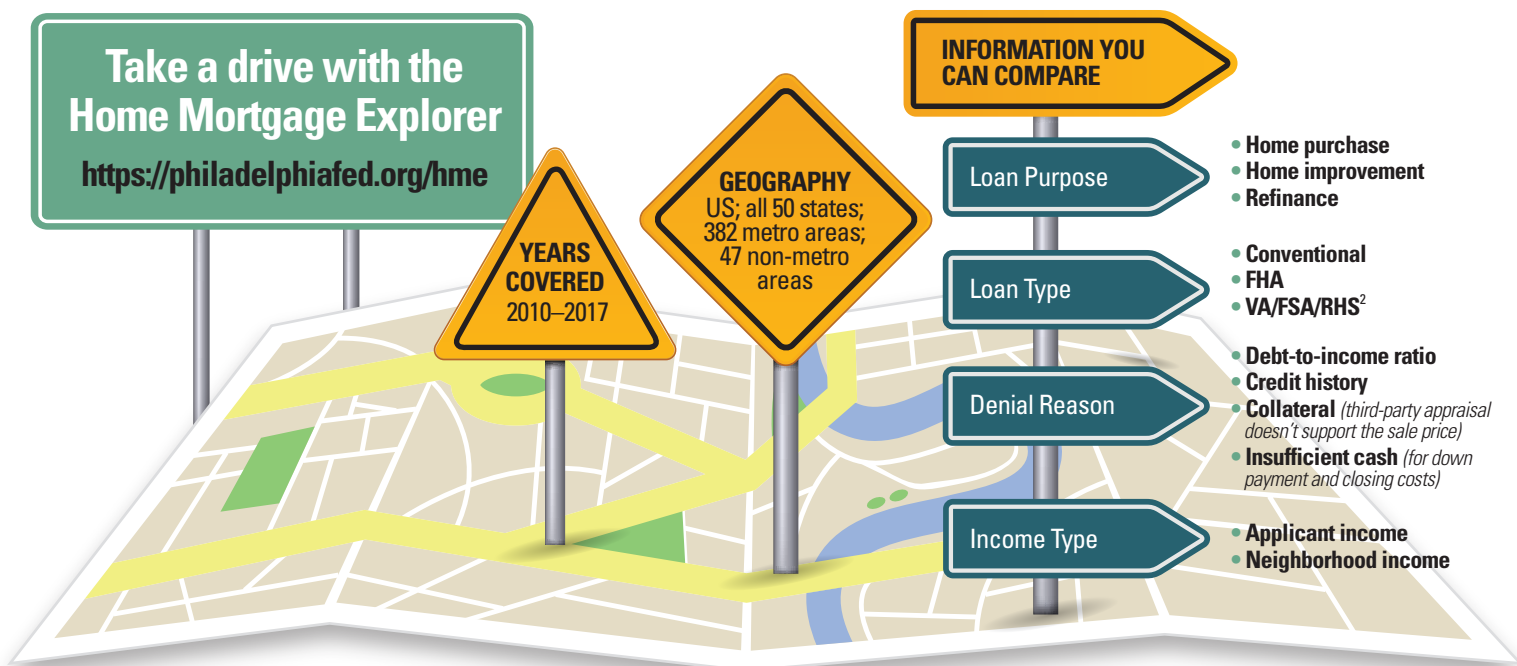 Take a drive with the
Home Mortgage Explorer
https://philadelphiafed.org/hme
YEARS
COVERED
2010–2017
GEOGRAPHY
US; all 50 states;
382 metro areas;
47 non-metro
areas
INFORMATION YOU
CAN COMPARE
Loan Purpose
• Home purchase
• Home improvement
• Refinance
Loan Type
• Conventional
• FHA
• VA/FSA/RHS²
Denial Reason
• Debt-to-income ratio
• Credit history
• Collateral (third-party appraisal
doesn't support the sale price)
• Insufficient cash (for down
payment and closing costs)
Income Type
• Applicant income
• Neighborhood income